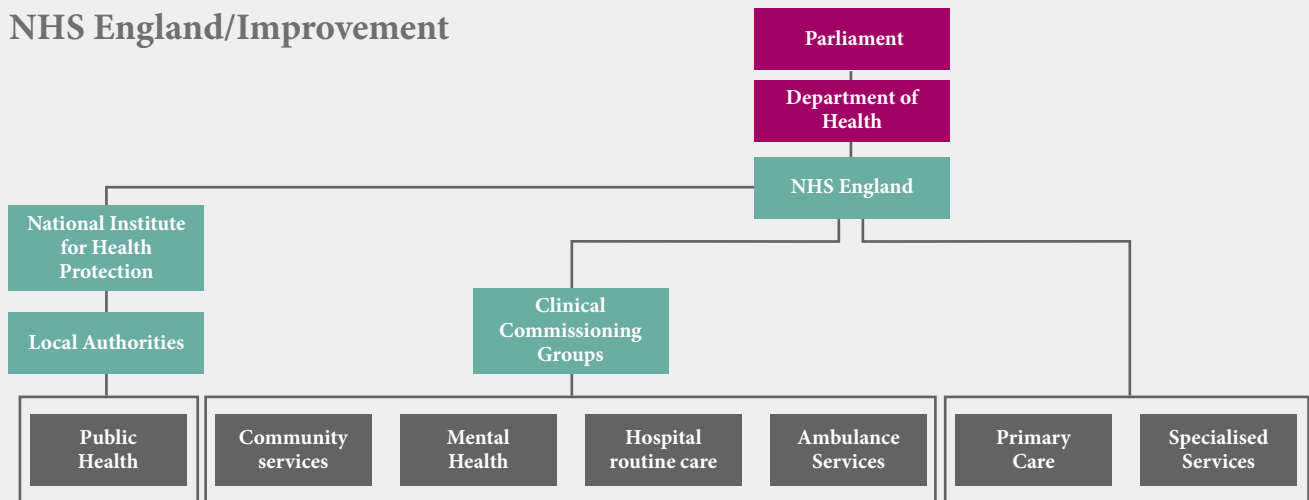 NHS England/Improvement
Parliament
Department of
Health
NHS England
National Institute
for Health
Protection
Local Authorities
Clinical
Commissioning
Groups
Public
Health
Community
services
Mental
Health
Hospital
routine care
Ambulance
Services
Primary
Care
Specialised
Services